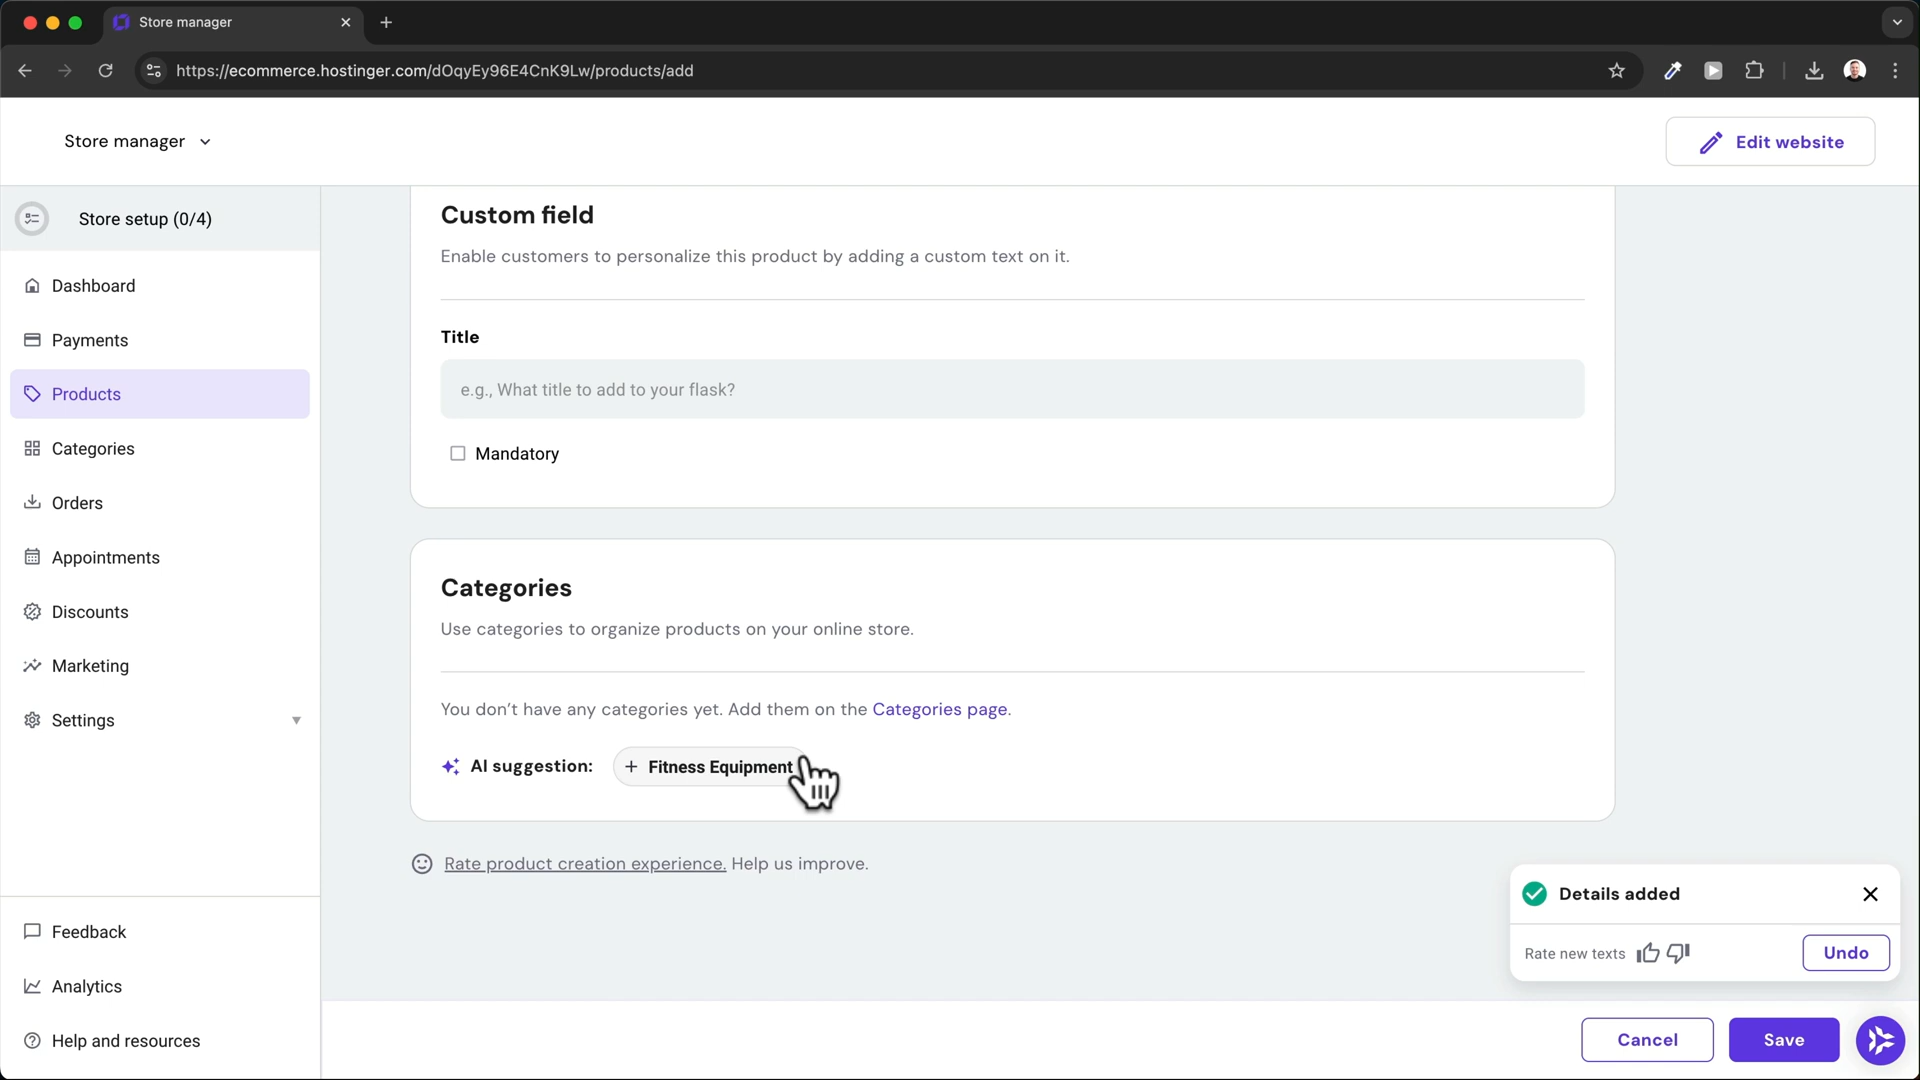 Store manager
https://ecommerce.hostinger.com/dOqyEy96E4CnK9Lw/products/add
Store manager
Edit website
Store setup (0/4)
Dashboard
Payments
Products
Categories
Orders
Appointments
Discounts
Marketing
Settings
Feedback
Analytics
Help and resources
Custom field
Enable customers to personalize this product by adding a custom text on it.
Title
e.g., What title to add to your flask?
Mandatory
Categories
Use categories to organize products on your online store.
You don't have any categories yet. Add them on the Categories page.
AI suggestion: + Fitness Equipment
Rate product creation experience. Help us improve.
Details added
Rate new texts
Undo
Cancel
Save